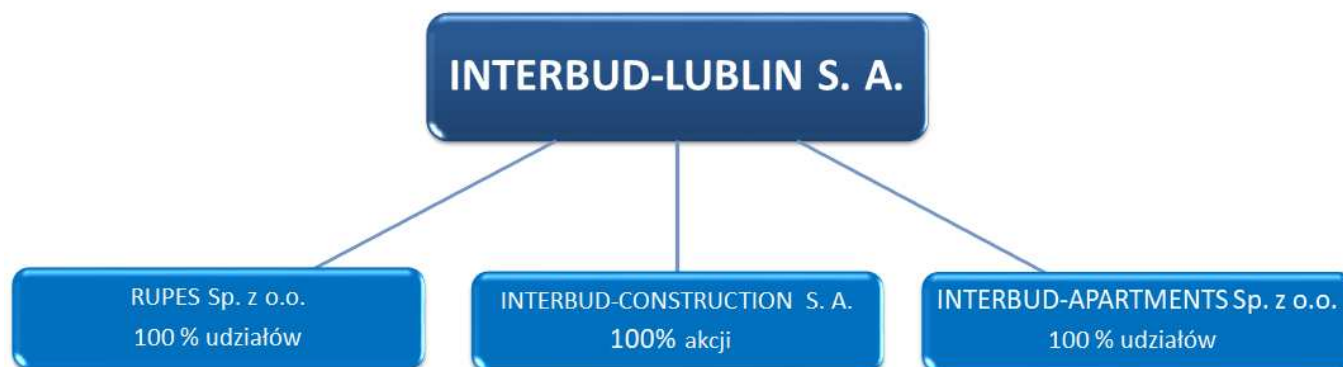 INTERBUD-LUBLIN S. A.
RUPES Sp. z o.o.
100 % udziałów
INTERBUD-CONSTRUCTION S. A.
100% akcji
INTERBUD-APARTMENTS Sp. z o.o.
100 % udziałów